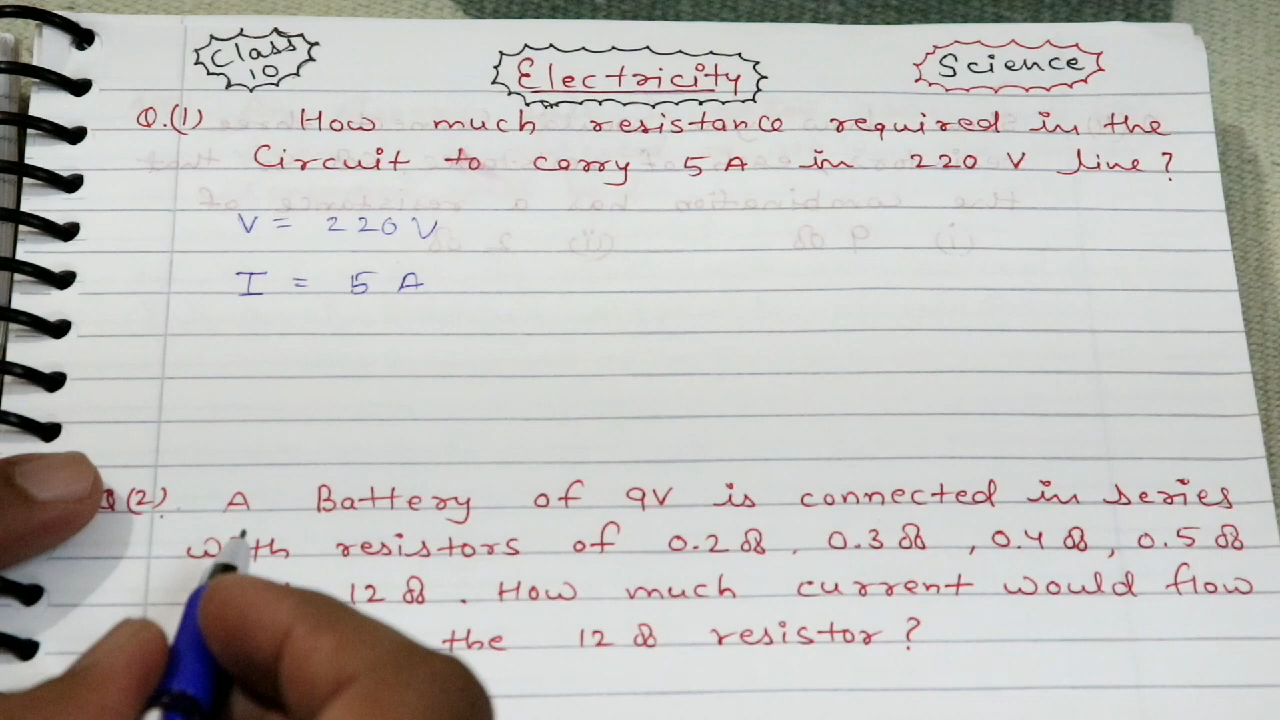 Class 10
Electricity
Science
Q.(1) How much resistance required in the
Circuit to carry 5 A in 220 V line?
V = 220 V
I = 5 A
Q(2). A Battery of 9V is connected in series
with resistors of 0.2 Ω, 0.3 Ω, 0.4 Ω, 0.5 Ω
12 Ω. How much current would flow
the 12 Ω resistor?